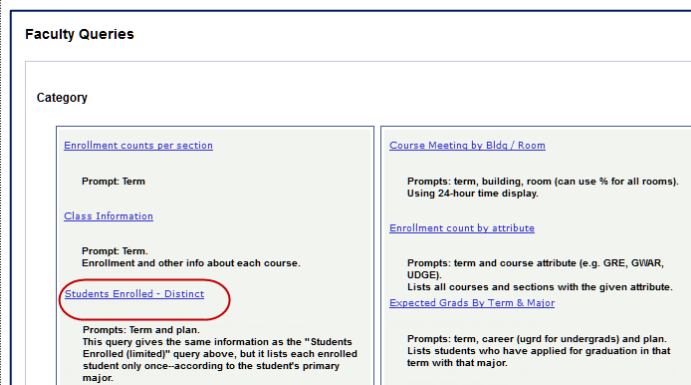 Faculty Queries
Category
Enrollment counts per section
Prompt: Term
Class Information
Prompt: Term.
Enrollment and other info about each course.
Students Enrolled - Distinct
Prompts: Term and plan.
This query gives the same information as the "Students
Enrolled (limited)" query above, but it lists each enrolled
student only once--according to the student's primary
major.
Course Meeting by Bldg / Room
Prompts: term, building, room (can use % for all rooms).
Using 24-hour time display.
Enrollment count by attribute
Prompts: term and course attribute (e.g. GRE, GWAR,
UDGE).
Lists all courses and sections with the given attribute.
Expected Grads By Term & Major
Prompts: term, career (ugrd for undergrads) and plan.
Lists students who have applied for graduation in that
term with that major.